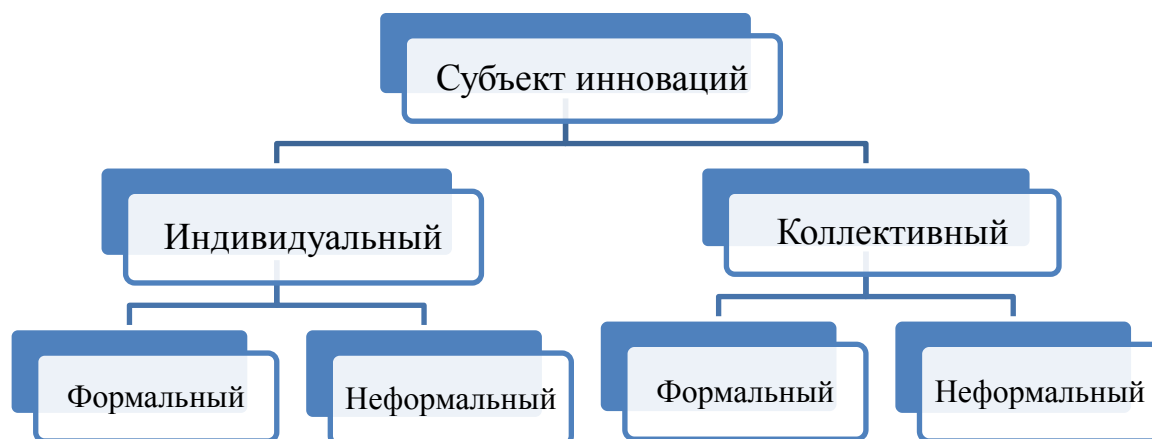 Субъект инноваций
Индивидуальный
Коллективный
Формальный
Неформальный
Формальный
Неформальный